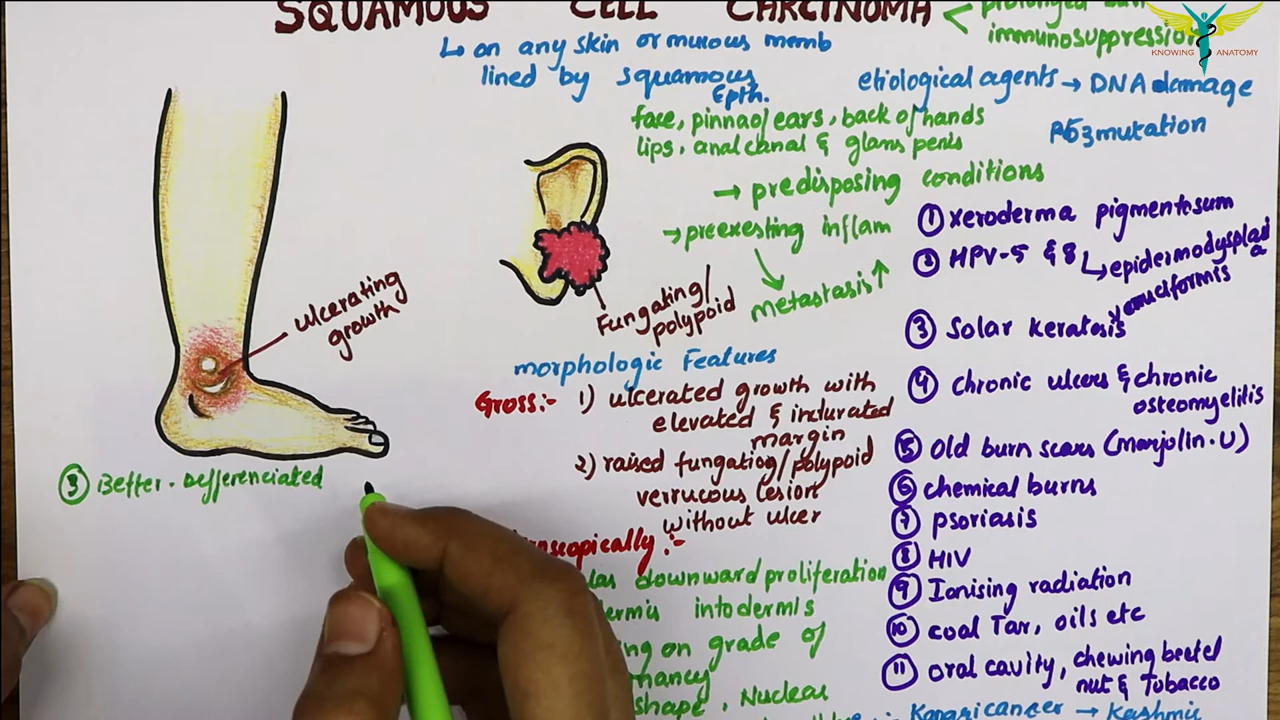 SQUAMOUS CELL CARCINOMA
immunosuppression
KNOWING ANATOMY
↳ on any skin or mucous memb
lined by squamous
Epth.
etiological agents → DNA damage
P53 mutation
face, pinna of ears, back of hands
lips, anal canal & glans penis
→ predisposing conditions
→ preexesting inflam
metastasis ↑
Fungating/
polypoid
ulcerating
growth
③ Better - Defferenciated
morphologic Features
Gross:- 1) ulcerated growth with
elevated & indurated
margin
2) raised fungating/polypoid
verrucous lesion
without ulcer
downward proliferation
into dermis
on grade of
shape, Nuclear
① xeroderma pigmentosum
② HPV-5 & 8 ↳ epidermodysplasia
veruciformis
③ Solar keratosis
④ chronic ulcers & chronic
osteomyelitis
⑤ Old burn scars (marjolin.U)
⑥ chemical burns
⑦ psoriasis
⑧ HIV
⑨ Ionising radiation
⑩ coal Tar, oils etc
⑪ oral cavity, chewing beetel
nut & Tobacco
Kangri cancer → Kashmir